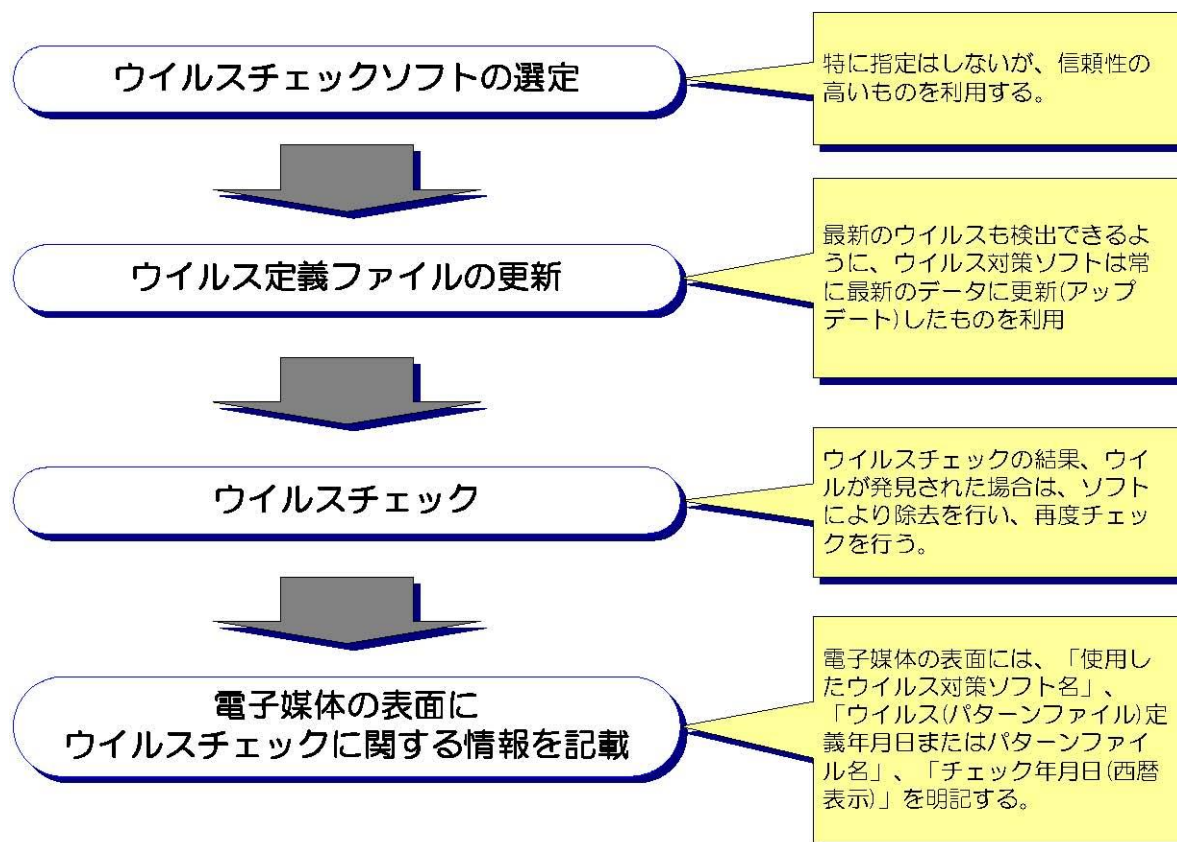 ウイルスチェックソフトの選定
特に指定はしないが、信頼性の
高いものを利用する。
ウイルス定義ファイルの更新
最新のウイルスも検出できるよ
うに、ウイルス対策ソフトは常
に最新のデータに更新(アップ
デート)したものを利用
ウイルスチェック
ウイルスチェックの結果、ウイ
ルが発見された場合は、ソフト
により除去を行い、再度チェッ
クを行う。
電子媒体の表面に
ウイルスチェックに関する情報を記載
電子媒体の表面には、「使用し
たウイルス対策ソフト名」、
「ウイルス(パターンファイル)定
義年月日またはパターンファイ
ル名」、「チェック年月日(西暦
表示)」を明記する。